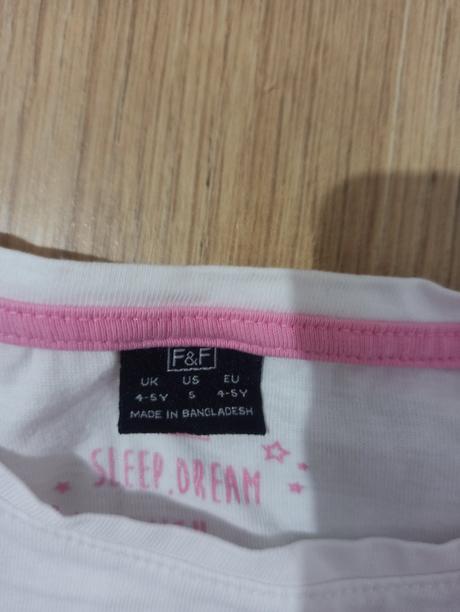 F&F
UK US EU
4-5Y 5 4-5Y
MADE IN BANGLADESH
SLEEP.DREAM